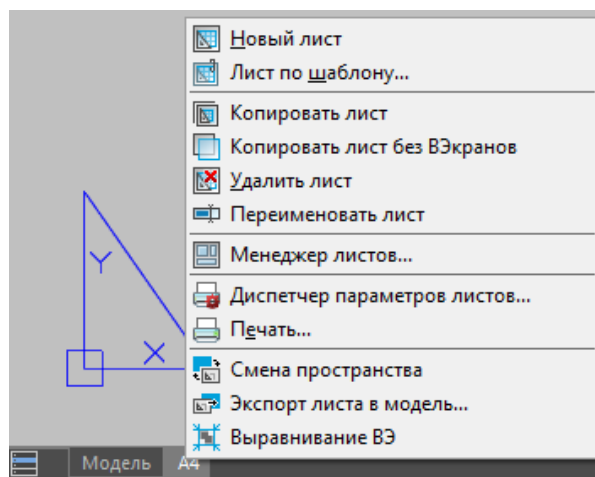 Новый лист
Лист по шаблону...
Копировать лист
Копировать лист без ВЭкранов
Удалить лист
Переименовать лист
Менеджер листов...
Диспетчер параметров листов...
Печать...
Смена пространства
Экспорт листа в модель...
Выравнивание ВЭ
Y
X
Модель A4